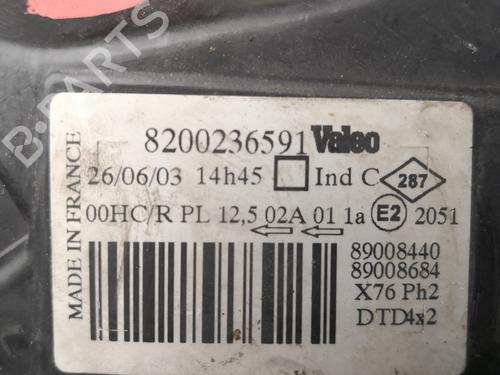 B-PARTS
8200236591 Valeo
26/06/03 14h45 Ind C 287
00HC/R PL 12,5 02A 01 1a E2 2051
MADE IN FRANCE
89008440
89008684
X76 Ph2
DTD4x2